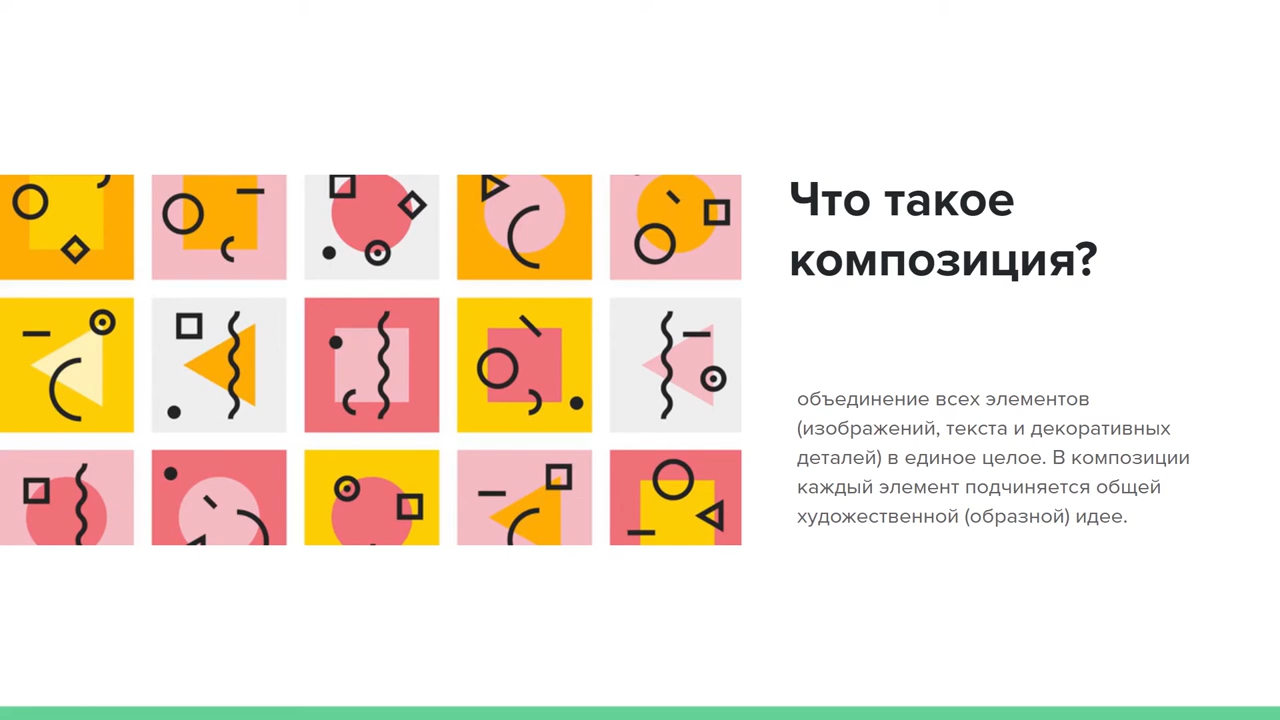 Что такое
композиция?
объединение всех элементов
(изображений, текста и декоративных
деталей) в единое целое. В композиции
каждый элемент подчиняется общей
художественной (образной) идее.